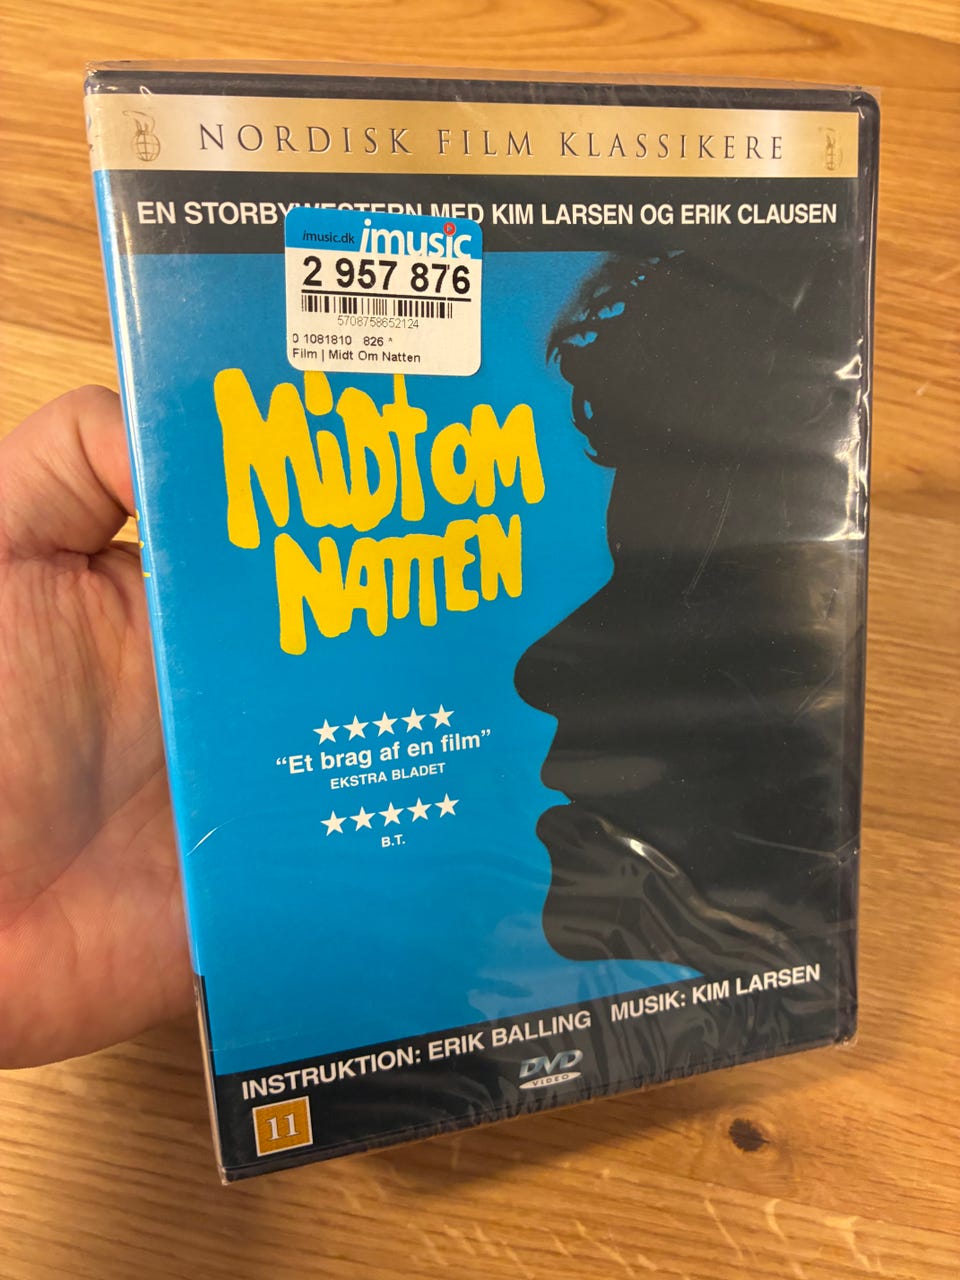 NORDISK FILM KLASSIKERE
EN STORBYWESTERN MED KIM LARSEN OG ERIK CLAUSEN
imusic.dk imusic
2 957 876
5708758652124
0 1081810 826 *
Film | Midt Om Natten
MIDT OM
NATTEN
“Et brag af en film”
EKSTRA BLADET
B.T.
INSTRUKTION: ERIK BALLING MUSIK: KIM LARSEN
DVD
VIDEO
11